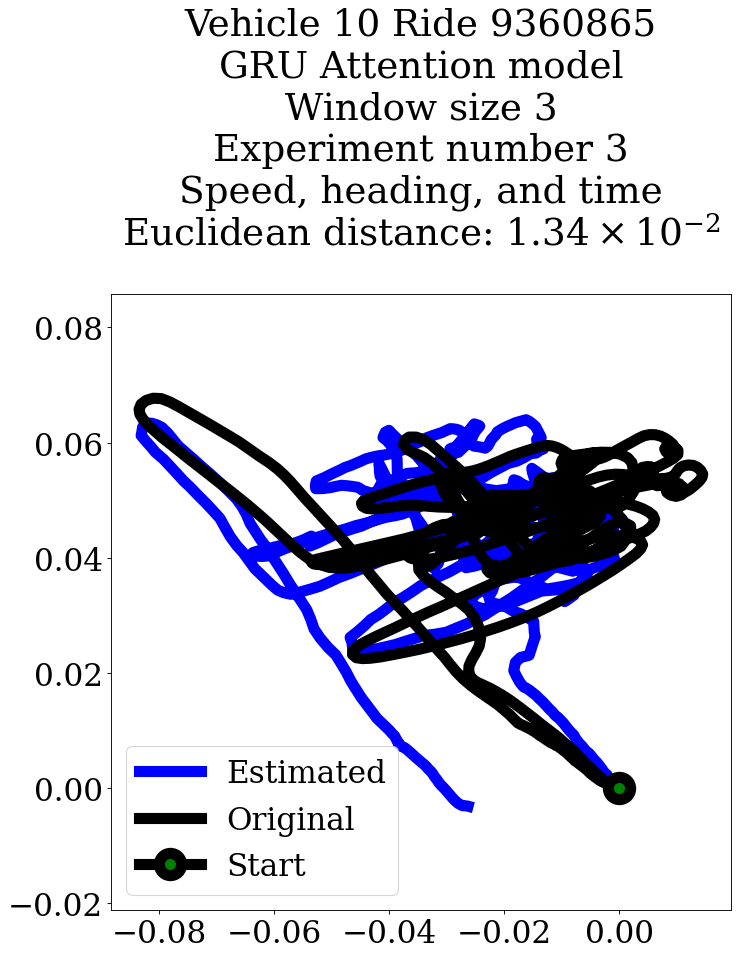 Vehicle 10 Ride 9360865
GRU Attention model
Window size 3
Experiment number 3
Speed, heading, and time
Euclidean distance: 1.34 × 10⁻²
0.08
0.06
0.04
0.02
0.00
−0.02
Estimated
Original
Start
−0.08 −0.06 −0.04 −0.02 0.00